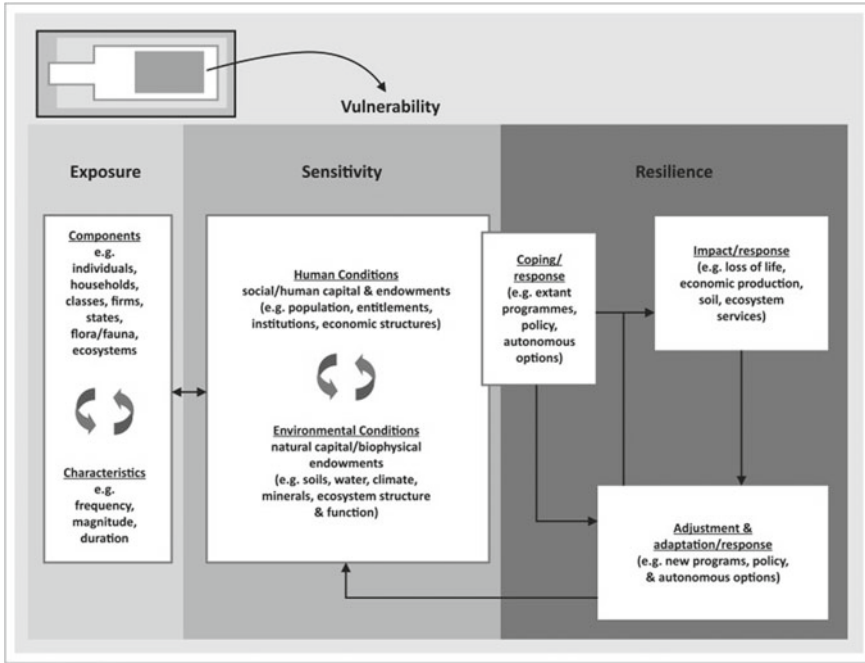 Vulnerability
Exposure
Sensitivity
Resilience
Components
e.g.
individuals,
households,
classes, firms,
states,
flora/fauna,
ecosystems
Characteristics
e.g.
frequency,
magnitude,
duration
Human Conditions
social/human capital & endowments
(e.g. population, entitlements,
institutions, economic structures)
Environmental Conditions
natural capital/biophysical
endowments
(e.g. soils, water, climate,
minerals, ecosystem structure
& function)
Coping/
response
(e.g. extant
programmes,
policy,
autonomous
options)
Impact/response
(e.g. loss of life,
economic production,
soil, ecosystem
services)
Adjustment &
adaptation/response
(e.g. new programs, policy,
& autonomous options)